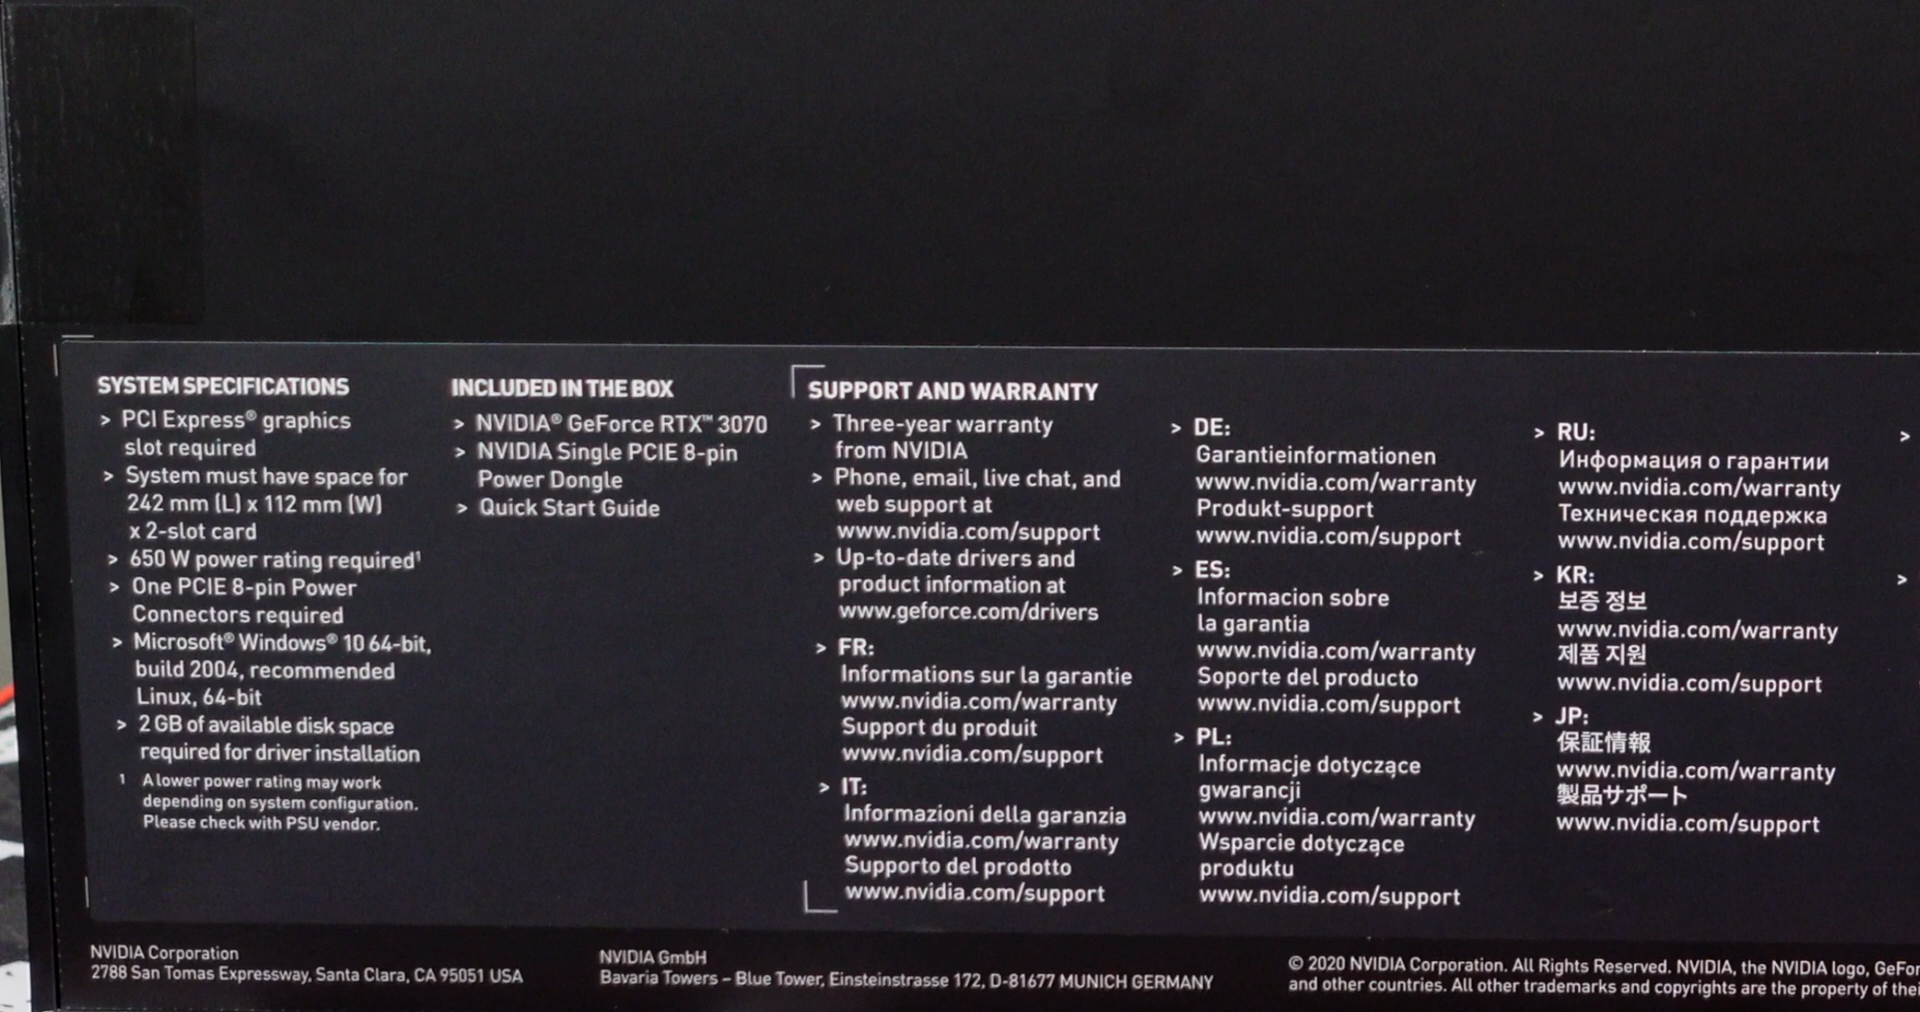 SYSTEM SPECIFICATIONS
> PCI Express® graphics
slot required
> System must have space for
242 mm (L) x 112 mm (W)
x 2-slot card
> 650 W power rating required¹
> One PCIE 8-pin Power
Connectors required
> Microsoft® Windows® 10 64-bit,
build 2004, recommended
Linux, 64-bit
> 2 GB of available disk space
required for driver installation
¹ A lower power rating may work
depending on system configuration.
Please check with PSU vendor.
INCLUDED IN THE BOX
> NVIDIA® GeForce RTX™ 3070
> NVIDIA Single PCIE 8-pin
Power Dongle
> Quick Start Guide
SUPPORT AND WARRANTY
> Three-year warranty
from NVIDIA
> Phone, email, live chat, and
web support at
www.nvidia.com/support
> Up-to-date drivers and
product information at
www.geforce.com/drivers
> FR:
Informations sur la garantie
www.nvidia.com/warranty
Support du produit
www.nvidia.com/support
> IT:
Informazioni della garanzia
www.nvidia.com/warranty
Supporto del prodotto
www.nvidia.com/support
> DE:
Garantieinformationen
www.nvidia.com/warranty
Produkt-support
www.nvidia.com/support
> ES:
Informacion sobre
la garantia
www.nvidia.com/warranty
Soporte del producto
www.nvidia.com/support
> PL:
Informacje dotyczące
gwarancji
www.nvidia.com/warranty
Wsparcie dotyczące
produktu
www.nvidia.com/support
> RU:
Информация о гарантии
www.nvidia.com/warranty
Техническая поддержка
www.nvidia.com/support
> KR:
보증 정보
www.nvidia.com/warranty
제품 지원
www.nvidia.com/support
> JP:
保証情報
www.nvidia.com/warranty
製品サポート
www.nvidia.com/support
>
>
NVIDIA Corporation
2788 San Tomas Expressway, Santa Clara, CA 95051 USA
NVIDIA GmbH
Bavaria Towers – Blue Tower, Einsteinstrasse 172, D-81677 MUNICH GERMANY
© 2020 NVIDIA Corporation. All Rights Reserved. NVIDIA, the NVIDIA logo, GeFor
and other countries. All other trademarks and copyrights are the property of thei